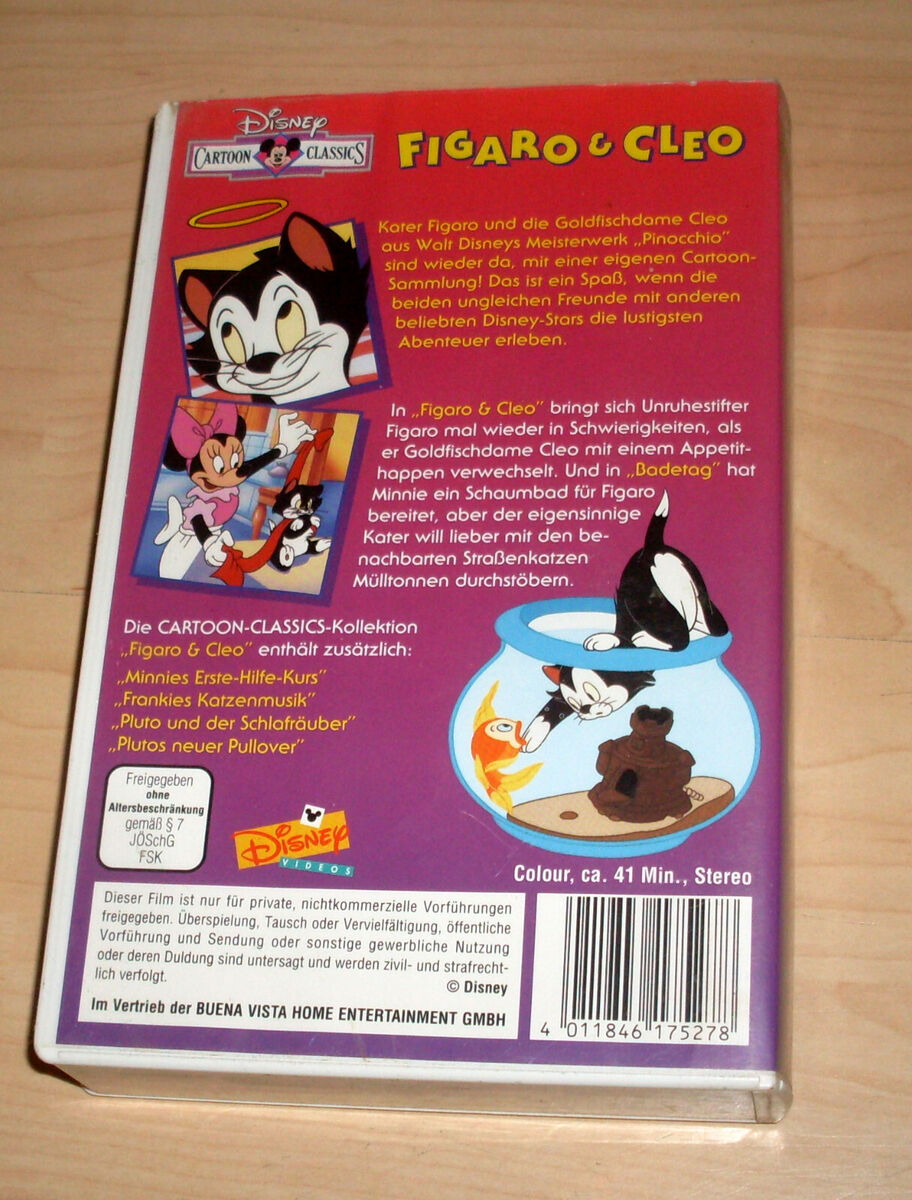 Disney
CARTOON CLASSICS
FIGARO & CLEO
Kater Figaro und die Goldfischdame Cleo
aus Walt Disneys Meisterwerk „Pinocchio"
sind wieder da, mit einer eigenen Cartoon-
Sammlung! Das ist ein Spaß, wenn die
beiden ungleichen Freunde mit anderen
beliebten Disney-Stars die lustigsten
Abenteuer erleben.
In „Figaro & Cleo" bringt sich Unruhestifter
Figaro mal wieder in Schwierigkeiten, als
er Goldfischdame Cleo mit einem Appetit-
happen verwechselt. Und in „Badetag" hat
Minnie ein Schaumbad für Figaro
bereitet, aber der eigensinnige
Kater will lieber mit den be-
nachbarten Straßenkatzen
Mülltonnen durchstöbern.
Die CARTOON-CLASSICS-Kollektion
„Figaro & Cleo" enthält zusätzlich:
„Minnies Erste-Hilfe-Kurs"
„Frankies Katzenmusik"
„Pluto und der Schlafräuber"
„Plutos neuer Pullover"
Freigegeben
ohne
Altersbeschränkung
gemäß § 7
JÖSchG
FSK
Disney
VIDEOS
Colour, ca. 41 Min., Stereo
Dieser Film ist nur für private, nichtkommerzielle Vorführungen
freigegeben. Überspielung, Tausch oder Vervielfältigung, öffentliche
Vorführung und Sendung oder sonstige gewerbliche Nutzung
oder deren Duldung sind untersagt und werden zivil- und strafrecht-
lich verfolgt.
© Disney
Im Vertrieb der BUENA VISTA HOME ENTERTAINMENT GMBH
4 011846 175278